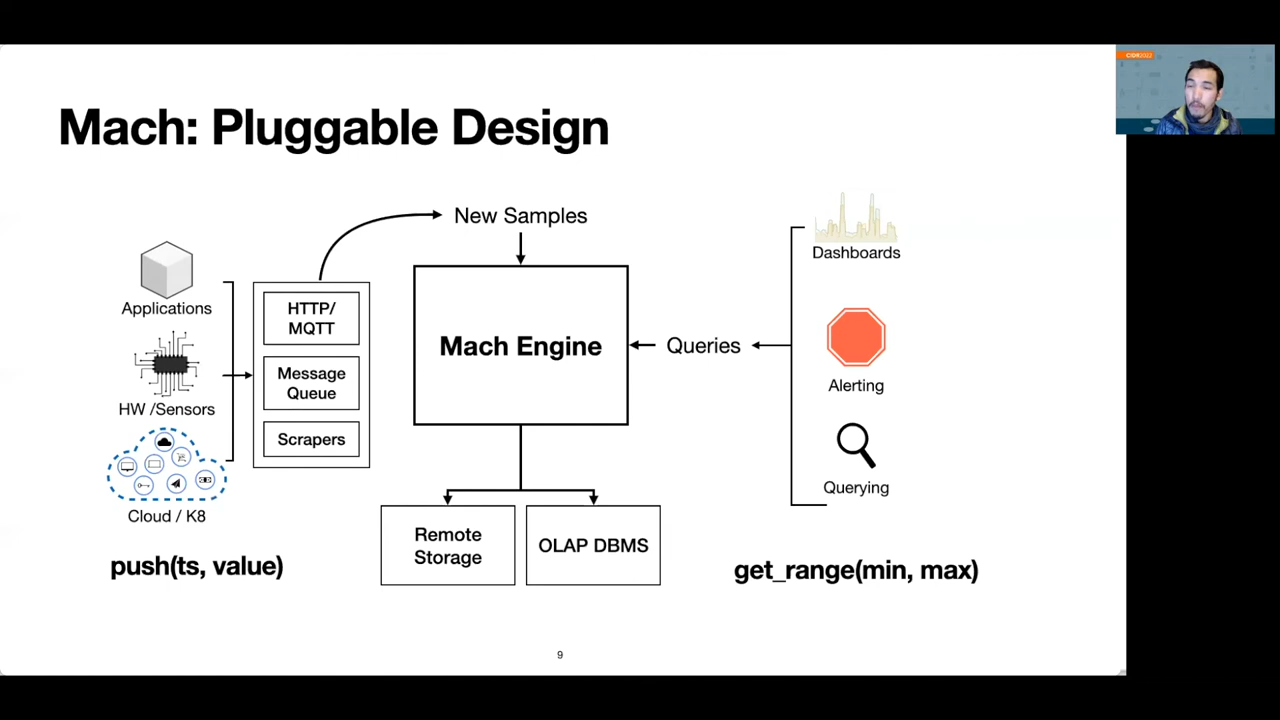 CIDR2022
Mach: Pluggable Design
New Samples
Applications
HW /Sensors
Cloud / K8
push(ts, value)
HTTP/
MQTT
Message
Queue
Scrapers
Mach Engine
Remote
Storage
OLAP DBMS
Queries
Dashboards
Alerting
Querying
get_range(min, max)
9